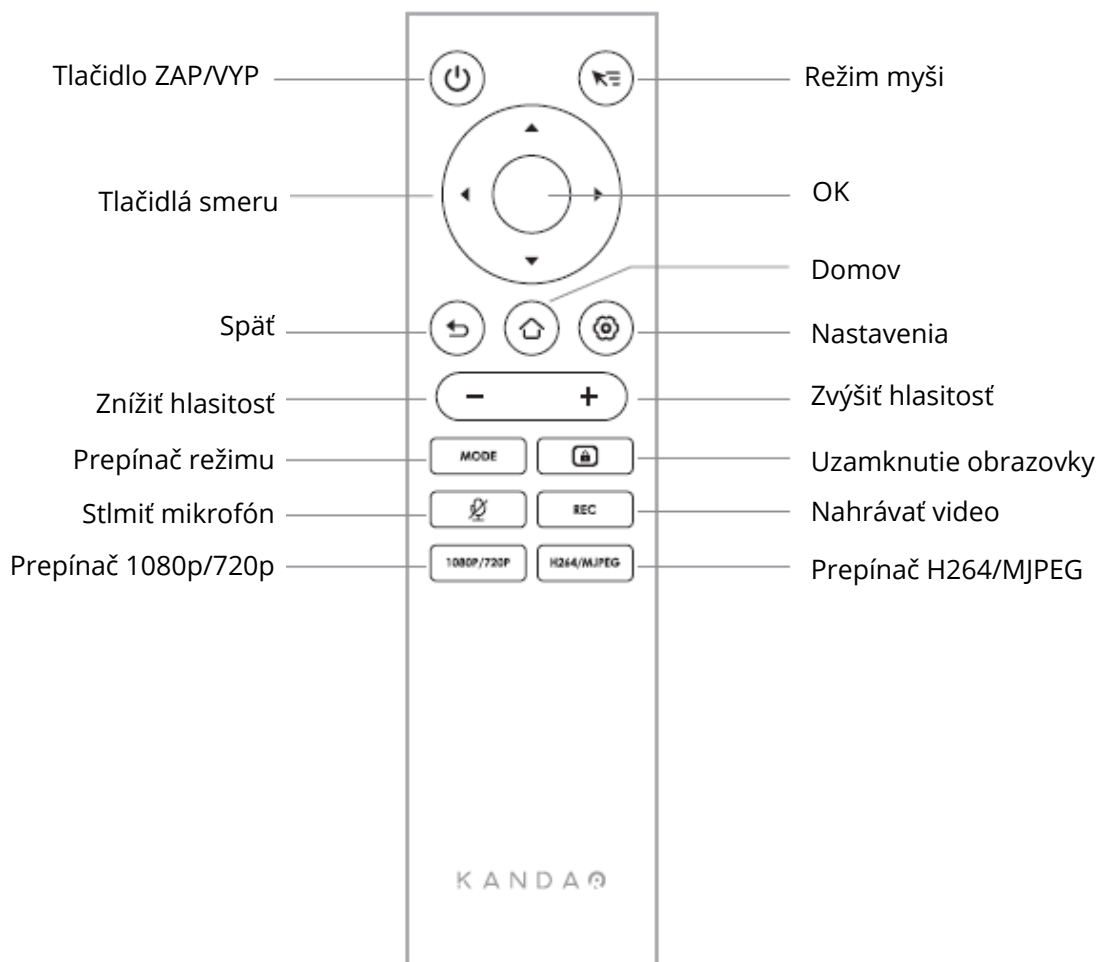 Tlačidlo ZAP/VYP
Režim myši
Tlačidlá smeru
OK
Domov
Späť
Nastavenia
Znížiť hlasitosť
Zvýšiť hlasitosť
Prepínač režimu
MODE
Uzamknutie obrazovky
Stlmiť mikrofón
REC
Nahrávať video
Prepínač 1080p/720p
1080P/720P
H264/MJPEG
Prepínač H264/MJPEG
KANDAO